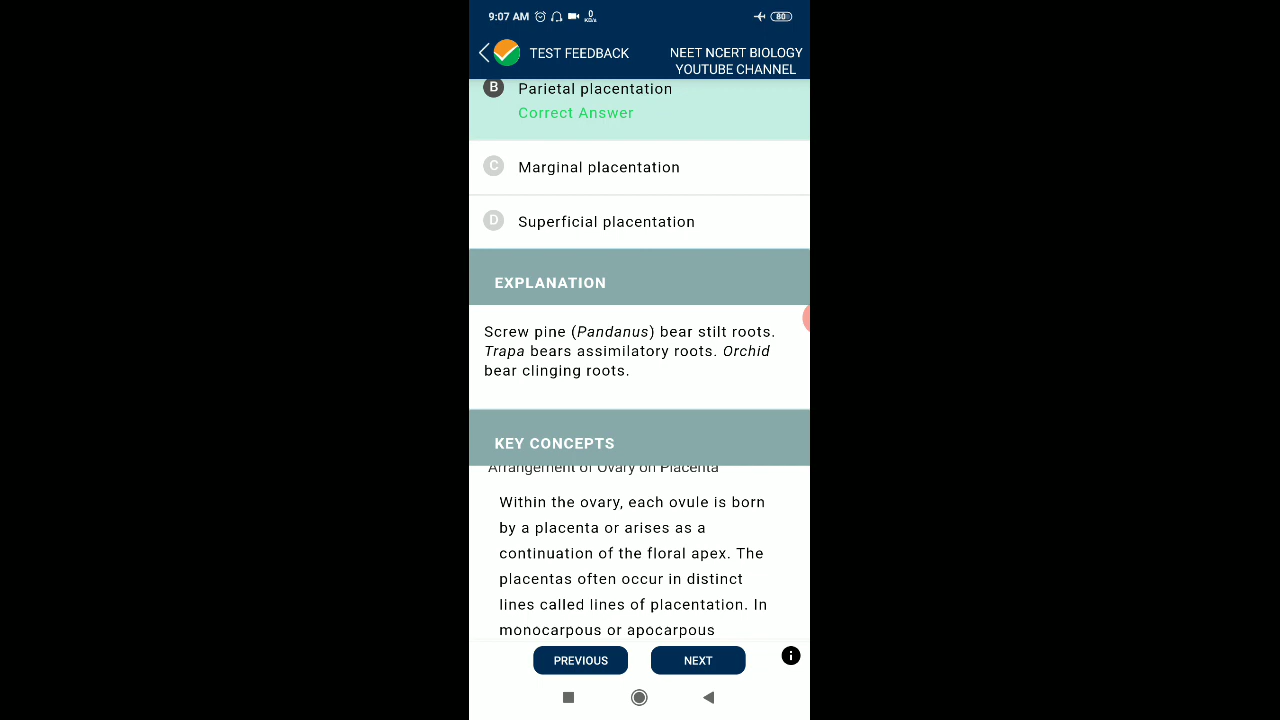 9:07 AM 0 KB/s 80
TEST FEEDBACK
NEET NCERT BIOLOGY
YOUTUBE CHANNEL
B Parietal placentation
Correct Answer
C Marginal placentation
D Superficial placentation
EXPLANATION
Screw pine (Pandanus) bear stilt roots.
Trapa bears assimilatory roots. Orchid
bear clinging roots.
KEY CONCEPTS
Arrangement of Ovary on Placenta
Within the ovary, each ovule is born
by a placenta or arises as a
continuation of the floral apex. The
placentas often occur in distinct
lines called lines of placentation. In
monocarpous or apocarpous
PREVIOUS NEXT